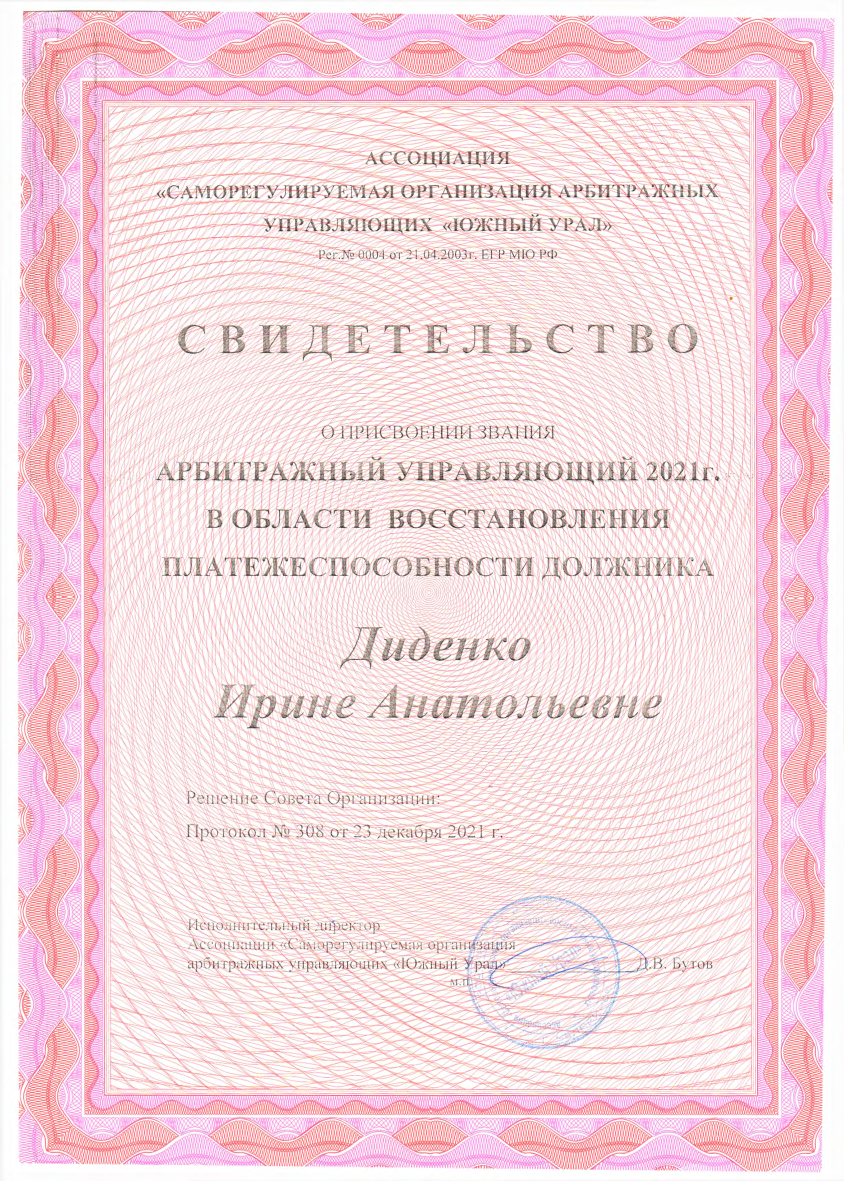 АССОЦИАЦИЯ
«САМОРЕГУЛИРУЕМАЯ ОРГАНИЗАЦИЯ АРБИТРАЖНЫХ
УПРАВЛЯЮЩИХ «ЮЖНЫЙ УРАЛ»
Рег.№ 0004 от 21.04.2003г. ЕГР МЮ РФ
СВИДЕТЕЛЬСТВО
О ПРИСВОЕНИИ ЗВАНИЯ
АРБИТРАЖНЫЙ УПРАВЛЯЮЩИЙ 2021г.
В ОБЛАСТИ ВОССТАНОВЛЕНИЯ
ПЛАТЕЖЕСПОСОБНОСТИ ДОЛЖНИКА
Диденко
Ирине Анатольевне
Решение Совета Организации:
Протокол № 308 от 23 декабря 2021 г.
Исполнительный директор
Ассоциации «Саморегулируемая организация
арбитражных управляющих «Южный Урал» Д.В. Бутов
м.п.